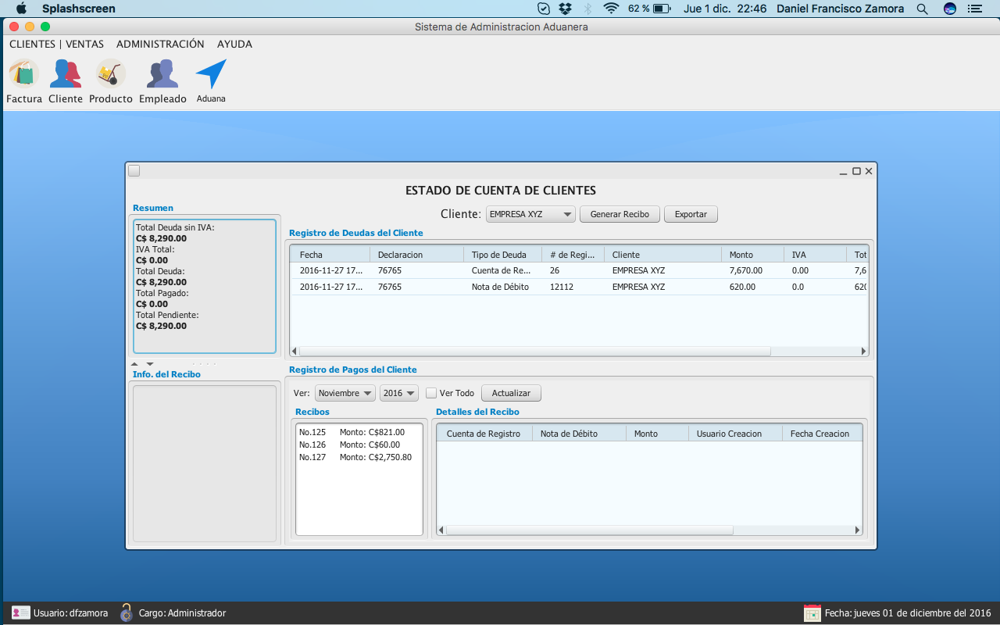 Splashscreen 62 % Jue 1 dic. 22:46 Daniel Francisco Zamora
Sistema de Administracion Aduanera
CLIENTES | VENTAS ADMINISTRACIÓN AYUDA
Factura Cliente Producto Empleado Aduana
ESTADO DE CUENTA DE CLIENTES
Cliente: EMPRESA XYZ Generar Recibo Exportar
Resumen
Total Deuda sin IVA:
C$ 8,290.00
IVA Total:
C$ 0.00
Total Deuda:
C$ 8,290.00
Total Pagado:
C$ 0.00
Total Pendiente:
C$ 8,290.00
Registro de Deudas del Cliente
Fecha Declaracion Tipo de Deuda # de Regi... Cliente Monto IVA Tot
2016-11-27 17... 76765 Cuenta de Re... 26 EMPRESA XYZ 7,670.00 0.00 7,6
2016-11-27 17... 76765 Nota de Débito 12112 EMPRESA XYZ 620.00 0.0 620
Info. del Recibo
Registro de Pagos del Cliente
Ver: Noviembre 2016 Ver Todo Actualizar
Recibos
No.125 Monto: C$821.00
No.126 Monto: C$60.00
No.127 Monto: C$2,750.80
Detalles del Recibo
Cuenta de Registro Nota de Débito Monto Usuario Creacion Fecha Creacion
Usuario: dfzamora Cargo: Administrador Fecha: jueves 01 de diciembre del 2016